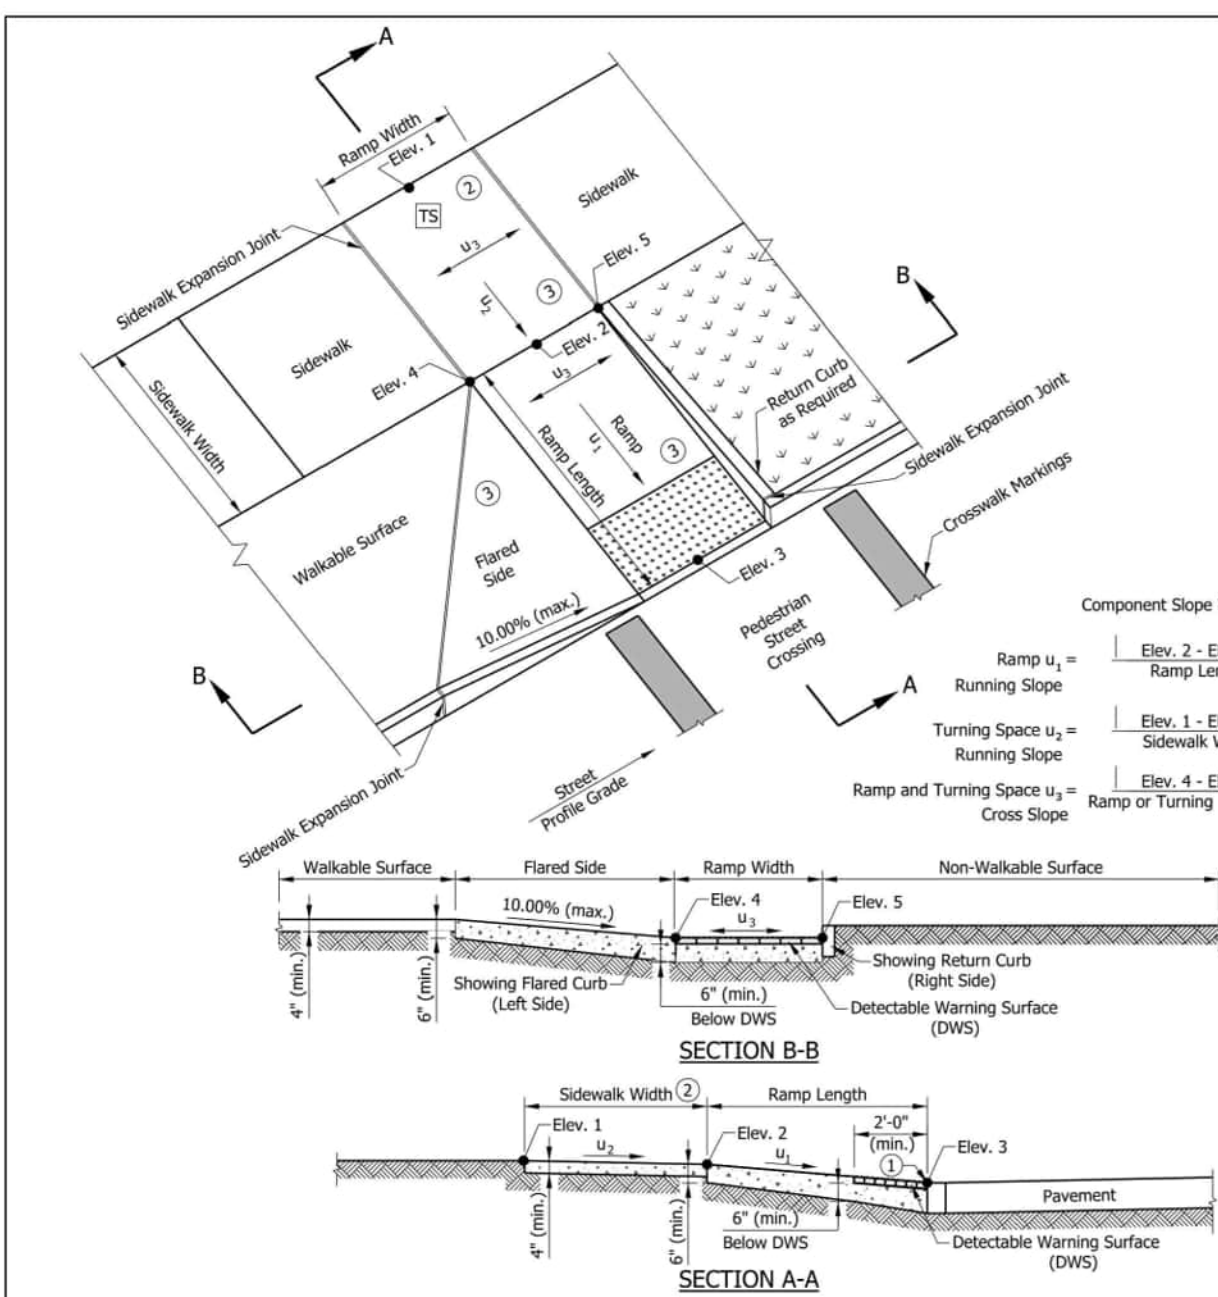 A
Ramp Width
Elev. 1
2
TS
Sidewalk
Sidewalk Expansion Joint
u3
Elev. 5
3
u2
B
Elev. 2
Sidewalk
Elev. 4
u3
Sidewalk Width
Return Curb
as Required
Ramp
u1
3
Ramp Length
Sidewalk Expansion Joint
Crosswalk Markings
3
Walkable Surface
Flared
Side
Elev. 3
10.00% (max.)
Pedestrian
Street
Crossing
B
A
Component Slope
Ramp u1 =
Running Slope
Elev. 2 - E
Ramp Le
Turning Space u2 =
Running Slope
Elev. 1 - E
Sidewalk
Ramp and Turning Space u3 =
Cross Slope
Elev. 4 - E
Ramp or Turning
Street
Profile Grade
Sidewalk Expansion Joint
Walkable Surface
Flared Side
Ramp Width
Non-Walkable Surface
10.00% (max.)
Elev. 4
u3
Elev. 5
4" (min.)
6" (min.)
Showing Flared Curb
(Left Side)
6" (min.)
Below DWS
Showing Return Curb
(Right Side)
Detectable Warning Surface
(DWS)
SECTION B-B
Sidewalk Width 2
Ramp Length
Elev. 1
u2
Elev. 2
u1
2'-0"
(min.)
1
Elev. 3
4" (min.)
6" (min.)
6" (min.)
Below DWS
Pavement
Detectable Warning Surface
(DWS)
SECTION A-A